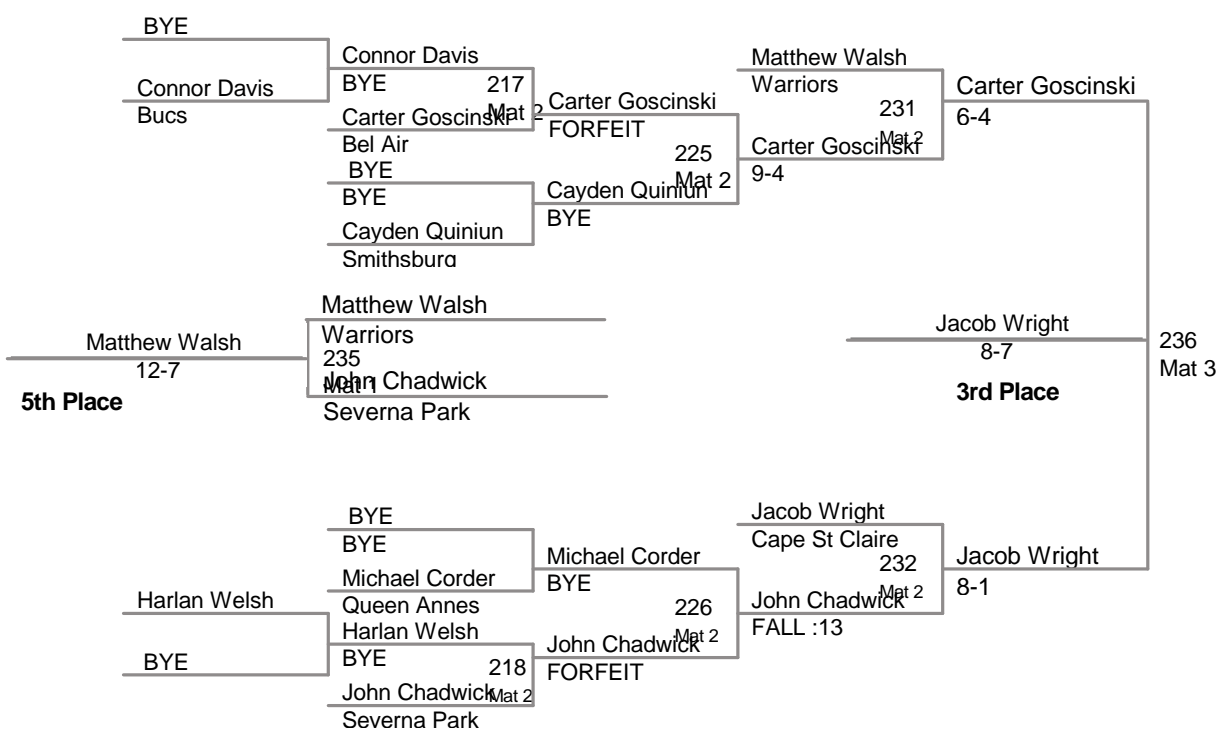 BYE
Connor Davis
Bucs
Connor Davis
BYE
217
Mat 2
Carter Goscinski
Bel Air
BYE
BYE
Cayden Quiniun
Smithsburg
Carter Goscinski
FORFEIT
225
Mat 2
Cayden Quiniun
BYE
Matthew Walsh
Warriors
231
Mat 2
Carter Goscinski
9-4
Carter Goscinski
6-4
Matthew Walsh
12-7
5th Place
Matthew Walsh
Warriors
235
Mat 1
John Chadwick
Severna Park
Jacob Wright
8-7
3rd Place
236
Mat 3
BYE
BYE
Michael Corder
Queen Annes
Harlan Welsh
BYE
Harlan Welsh
BYE
218
Mat 2
John Chadwick
Severna Park
Michael Corder
BYE
226
Mat 2
John Chadwick
FORFEIT
Jacob Wright
Cape St Claire
232
Mat 2
John Chadwick
FALL :13
Jacob Wright
8-1